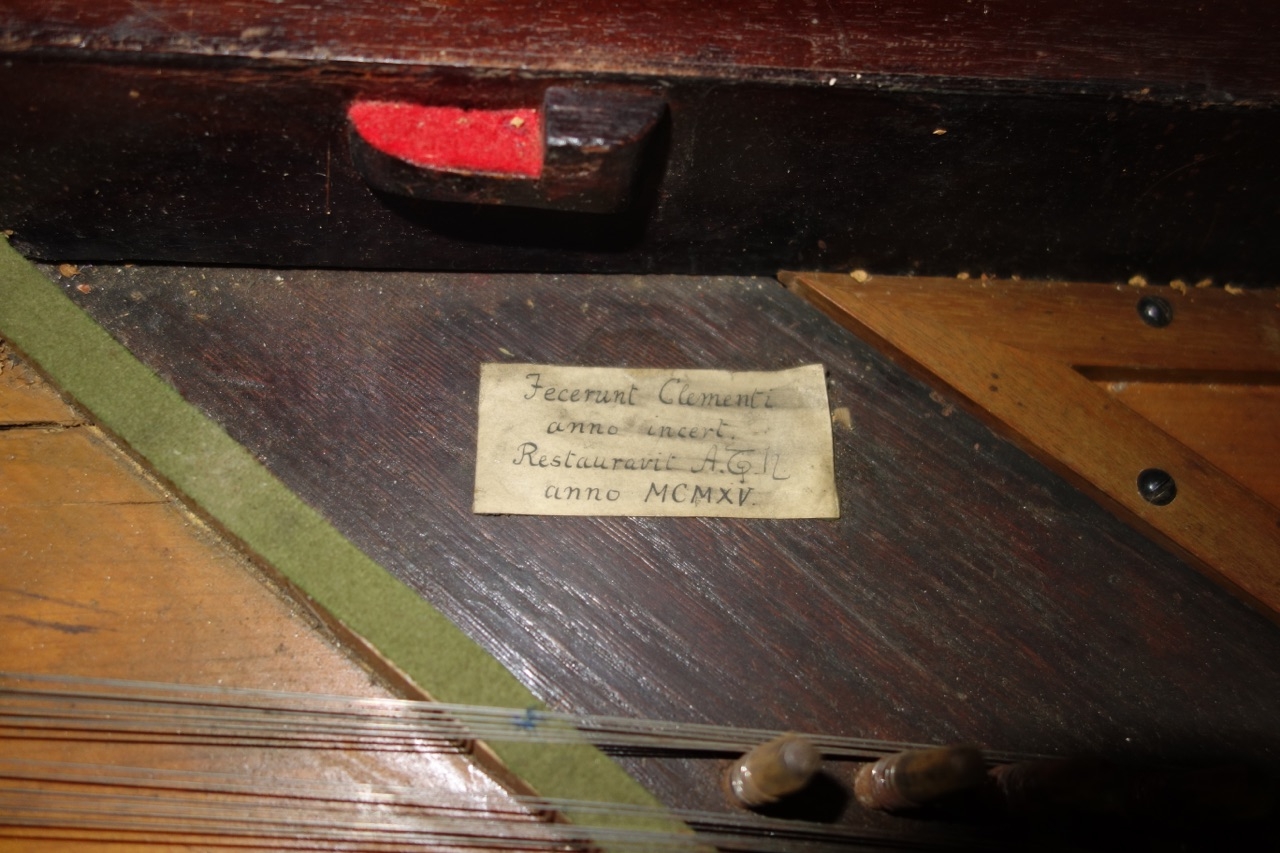 Fecerunt Clementi
anno incert.
Restauravit
anno MCMXV.